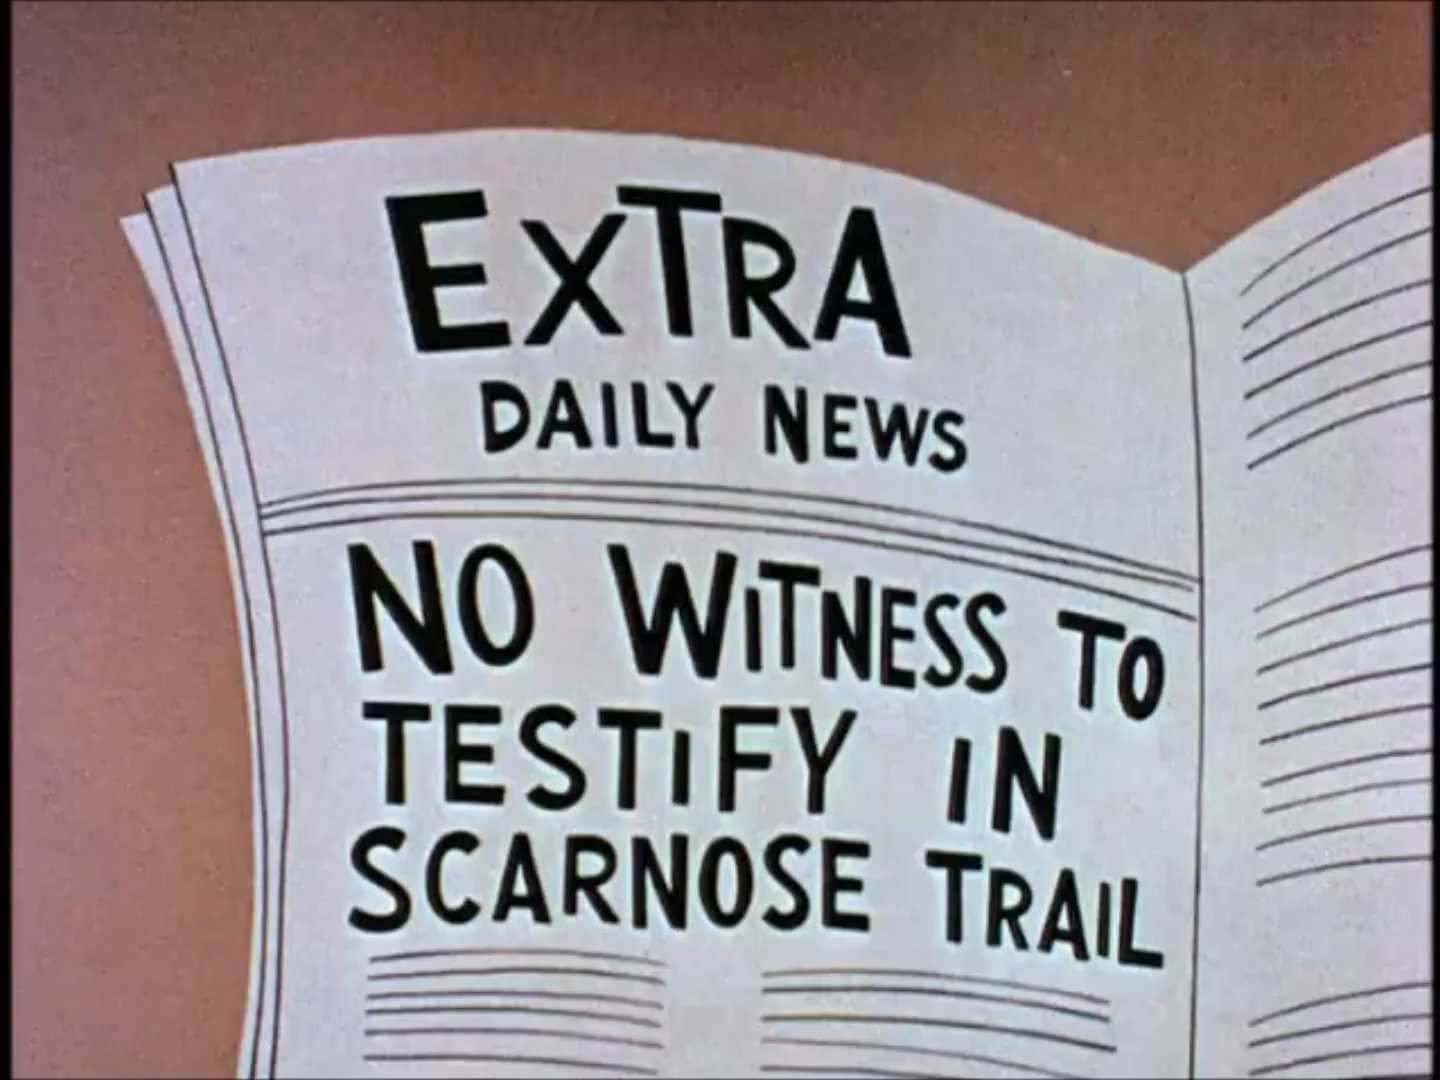 EXTRA
DAILY NEWS
NO WITNESS TO
TESTIFY IN
SCARNOSE TRAIL